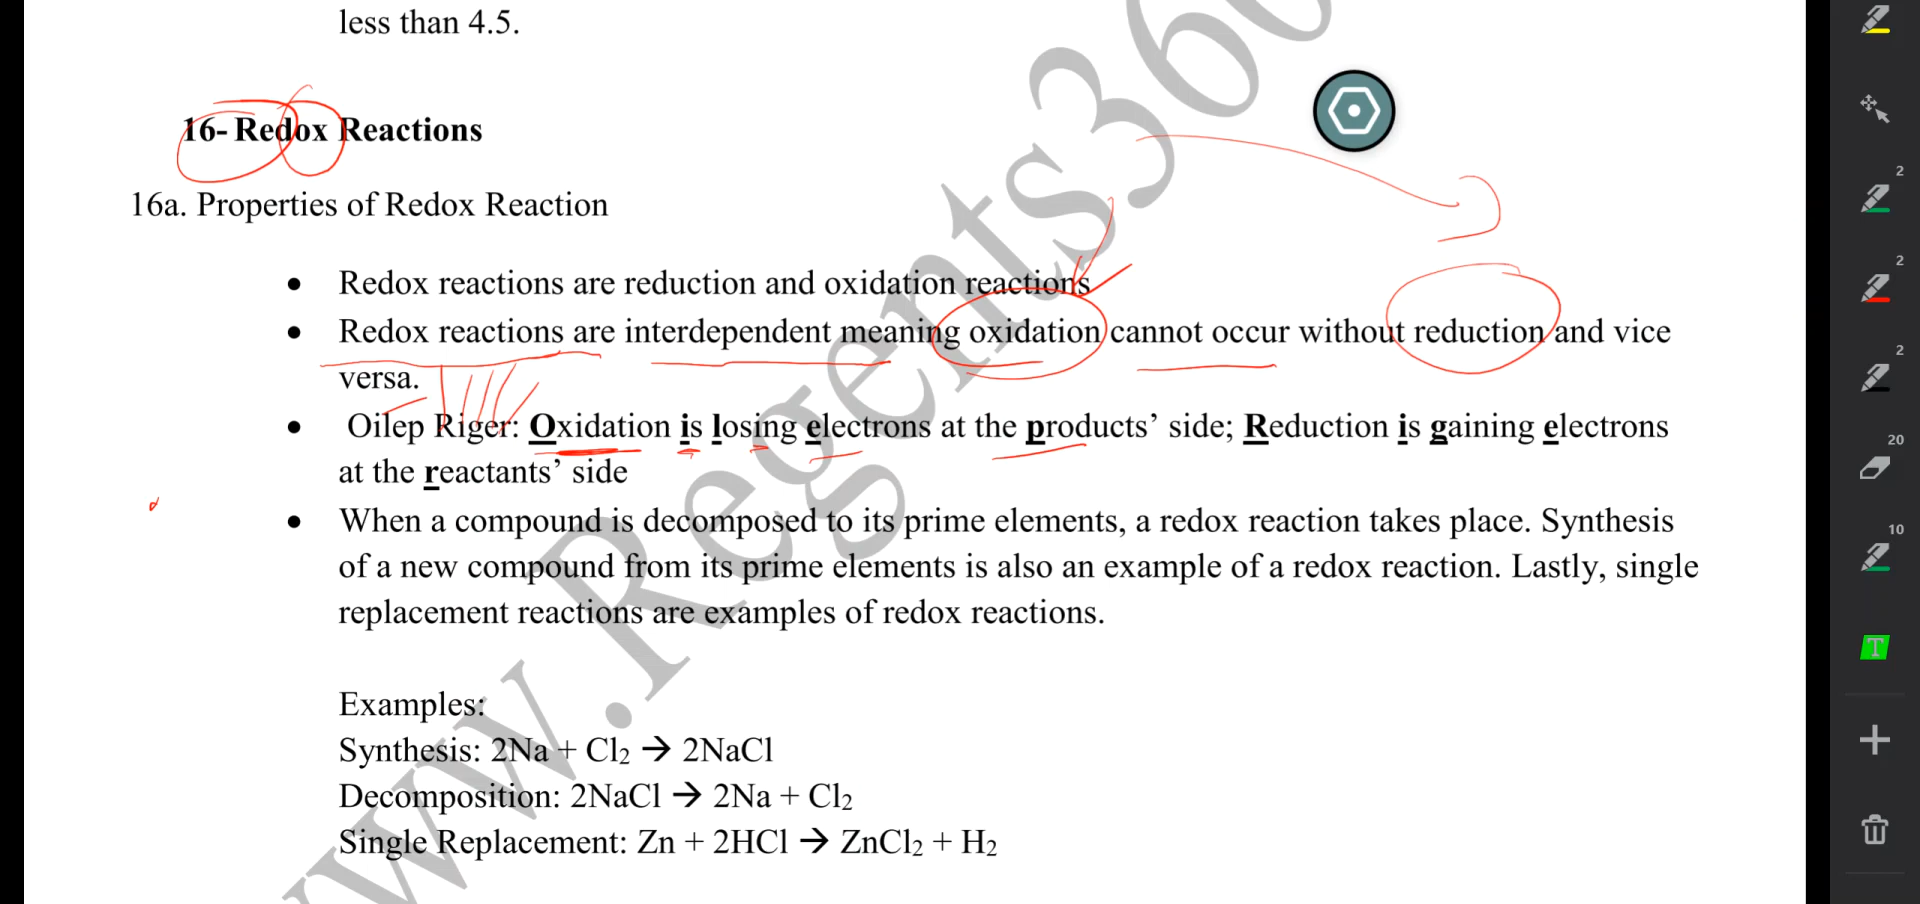 less than 4.5.
16- Redox Reactions
16a. Properties of Redox Reaction
• Redox reactions are reduction and oxidation reactions
• Redox reactions are interdependent meaning oxidation cannot occur without reduction and vice
versa.
• Oilep Riger: Oxidation is losing electrons at the products’ side; Reduction is gaining electrons
at the reactants’ side
• When a compound is decomposed to its prime elements, a redox reaction takes place. Synthesis
of a new compound from its prime elements is also an example of a redox reaction. Lastly, single
replacement reactions are examples of redox reactions.
Examples:
Synthesis: 2Na + Cl₂ → 2NaCl
Decomposition: 2NaCl → 2Na + Cl₂
Single Replacement: Zn + 2HCl → ZnCl₂ + H₂
www.Regents36
2
2
2
20
10
T